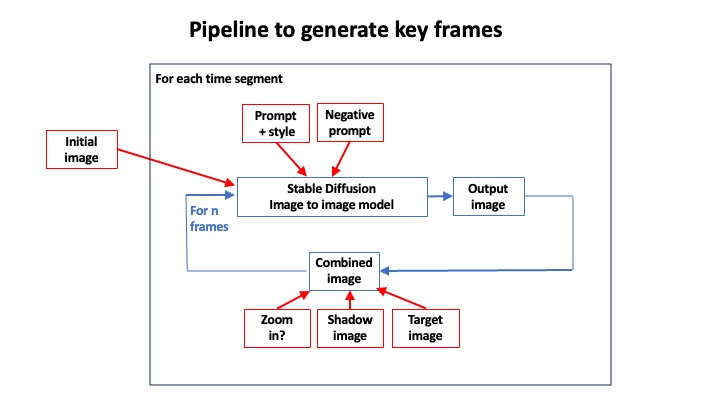 Pipeline to generate key frames
For each time segment
Prompt
+ style
Negative
prompt
Initial
image
Stable Diffusion
Image to image model
Output
image
For n
frames
Combined
image
Zoom
in?
Shadow
image
Target
image